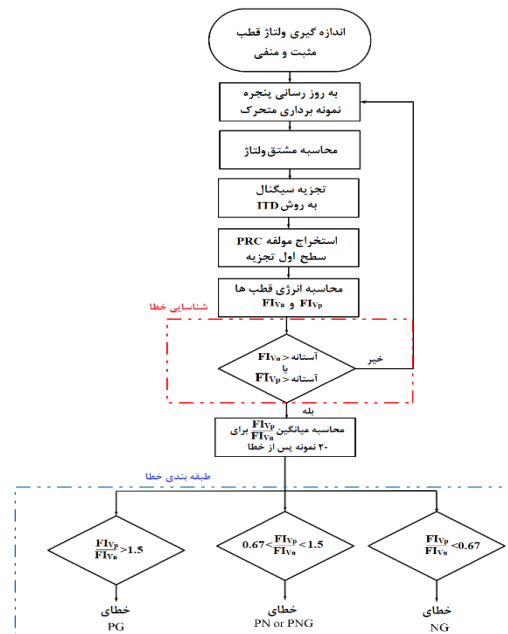 اندازه گیری ولتاژ قطب
مثبت و منفی
به روز رسانی پنجره
نمونه برداری متحرک
محاسبه مشتق ولتاژ
تجزیه سیگنال
به روش ITD
استخراج مولفه PRC
سطح اول تجزیه
محاسبه انرژی قطب ها
FIVp و FIVn
شناسایی خطا
آستانه<FIVn
یا
آستانه<FIVp
خیر
بله
محاسبه میانگین FIVp/FIVn برای
۲۰ نمونه پس از خطا
طبقه بندی خطا
FIVp/FIVn >1.5
0.67< FIVp/FIVn <1.5
FIVp/FIVn <0.67
خطای
PG
خطای
PN or PNG
خطای
NG